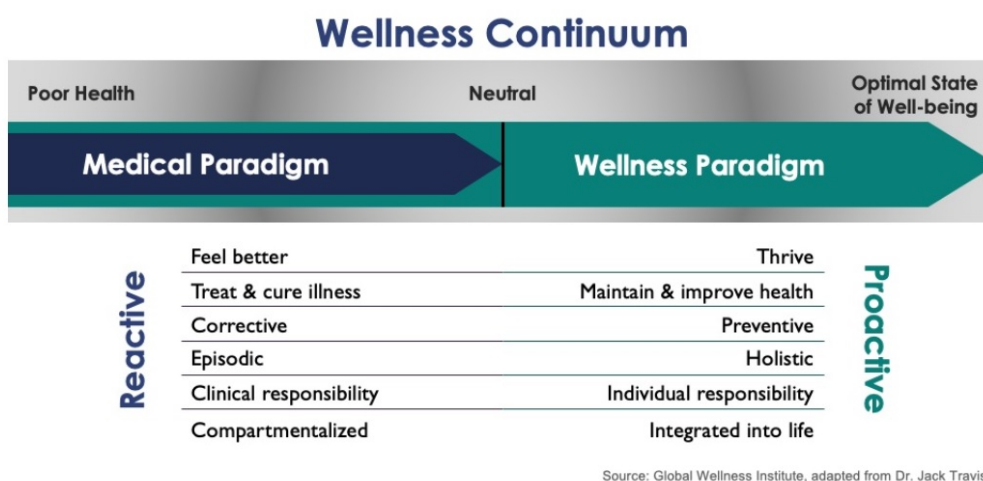 Wellness Continuum
Poor Health
Neutral
Optimal State
of Well-being
Medical Paradigm
Wellness Paradigm
Reactive
Feel better
Thrive
Treat & cure illness
Maintain & improve health
Corrective
Preventive
Episodic
Holistic
Clinical responsibility
Individual responsibility
Compartmentalized
Integrated into life
Proactive
Source: Global Wellness Institute, adapted from Dr. Jack Travis